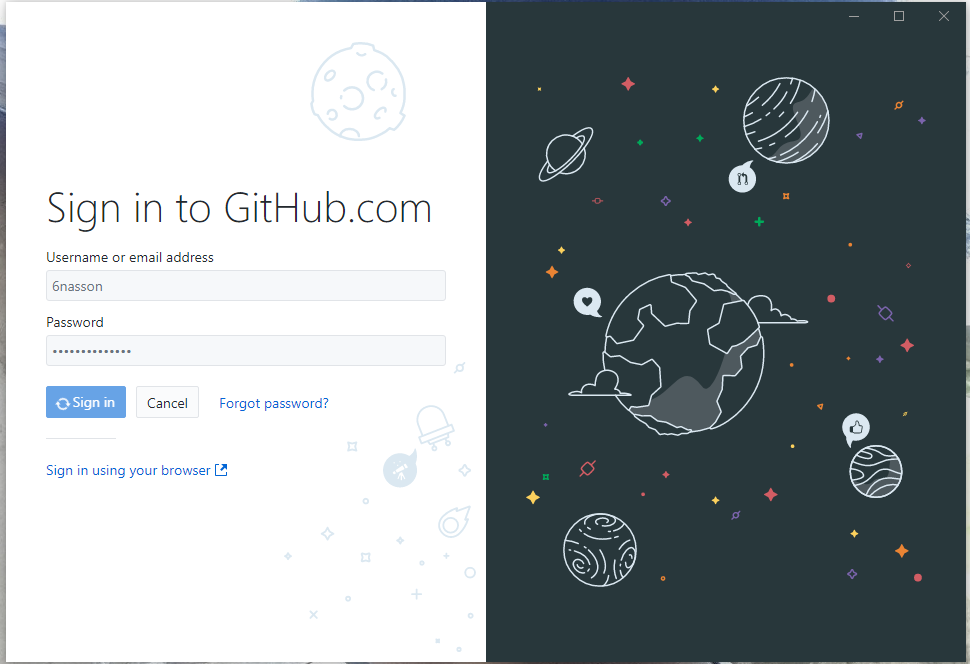 Sign in to GitHub.com
Username or email address
6nasson
Password
••••••••••••••
Sign in
Cancel
Forgot password?
Sign in using your browser